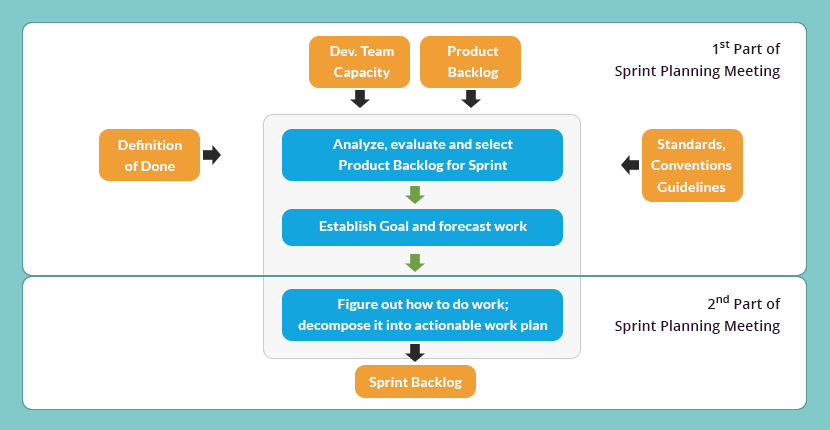 Dev. Team
Capacity
Product
Backlog
1st Part of
Sprint Planning Meeting
Definition
of Done
Analyze, evaluate and select
Product Backlog for Sprint
Standards,
Conventions
Guidelines
Establish Goal and forecast work
Figure out how to do work;
decompose it into actionable work plan
2nd Part of
Sprint Planning Meeting
Sprint Backlog